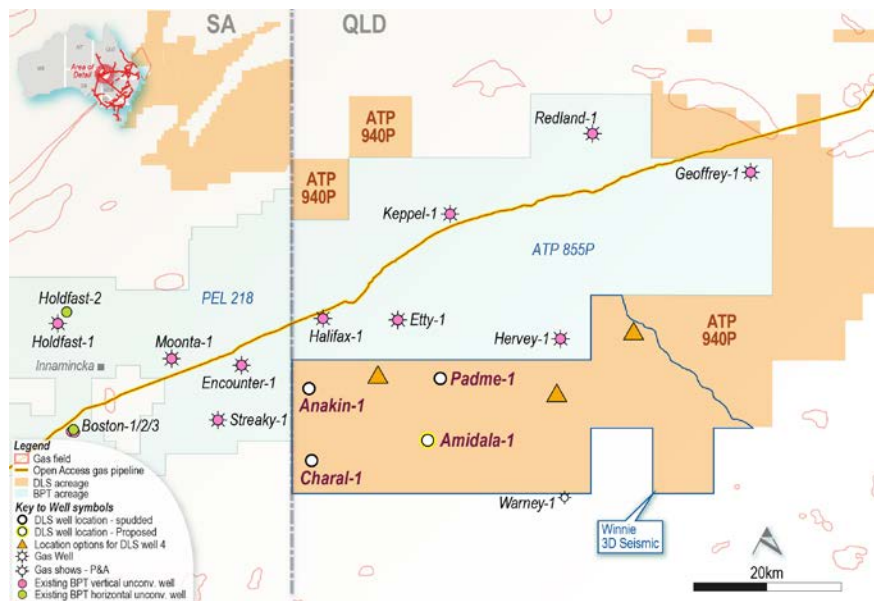 SA
QLD
Area of
Detail
ATP
940P
ATP
940P
Redland-1
Geoffrey-1
Keppel-1
ATP 855P
PEL 218
Holdfast-2
Holdfast-1
Moonta-1
Innamincka
Halifax-1
Etty-1
Hervey-1
ATP
940P
Encounter-1
Streaky-1
Boston-1/2/3
Anakin-1
Padme-1
Amidala-1
Charal-1
Warney-1
Winnie
3D Seismic
20km
Legend
Gas field
Open Access gas pipeline
DLS acreage
BPT acreage
Key to Well symbols
DLS well location - spudded
DLS well location - Proposed
Location options for DLS well 4
Gas Well
Gas shows - P&A
Existing BPT vertical unconv. well
Existing BPT horizontal unconv. well